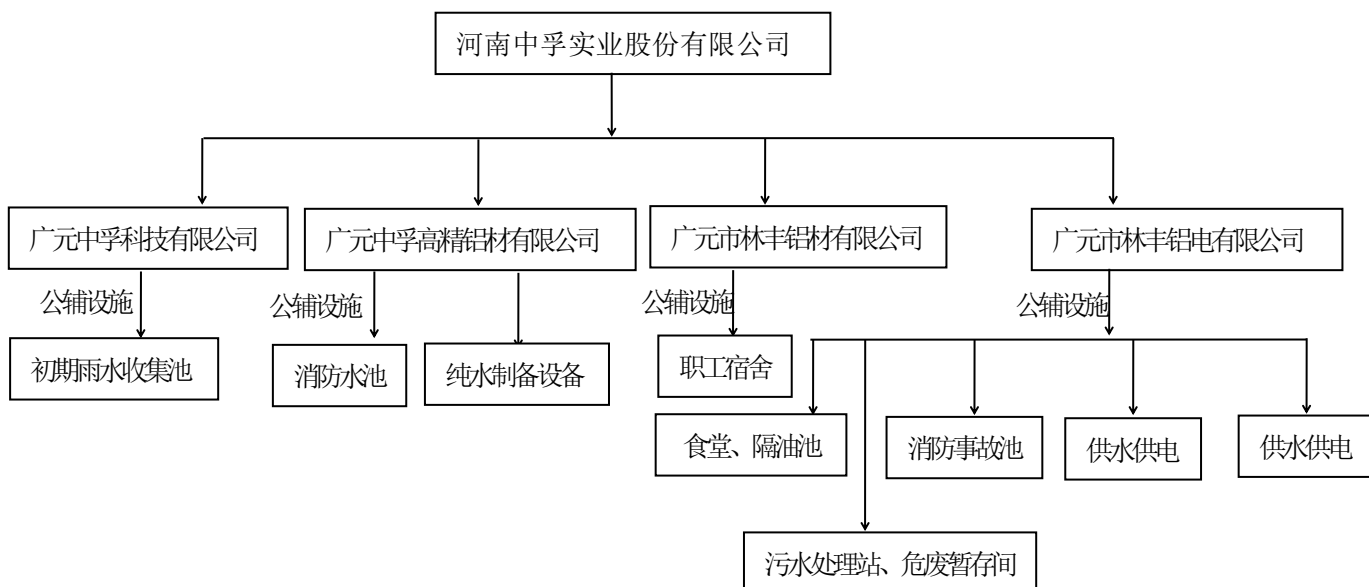 河南中孚实业股份有限公司
广元中孚科技有限公司
广元中孚高精铝材有限公司
广元市林丰铝材有限公司
广元市林丰铝电有限公司
公辅设施
公辅设施
公辅设施
公辅设施
初期雨水收集池
消防水池
纯水制备设备
职工宿舍
食堂、隔油池
消防事故池
供水供电
供水供电
污水处理站、危废暂存间